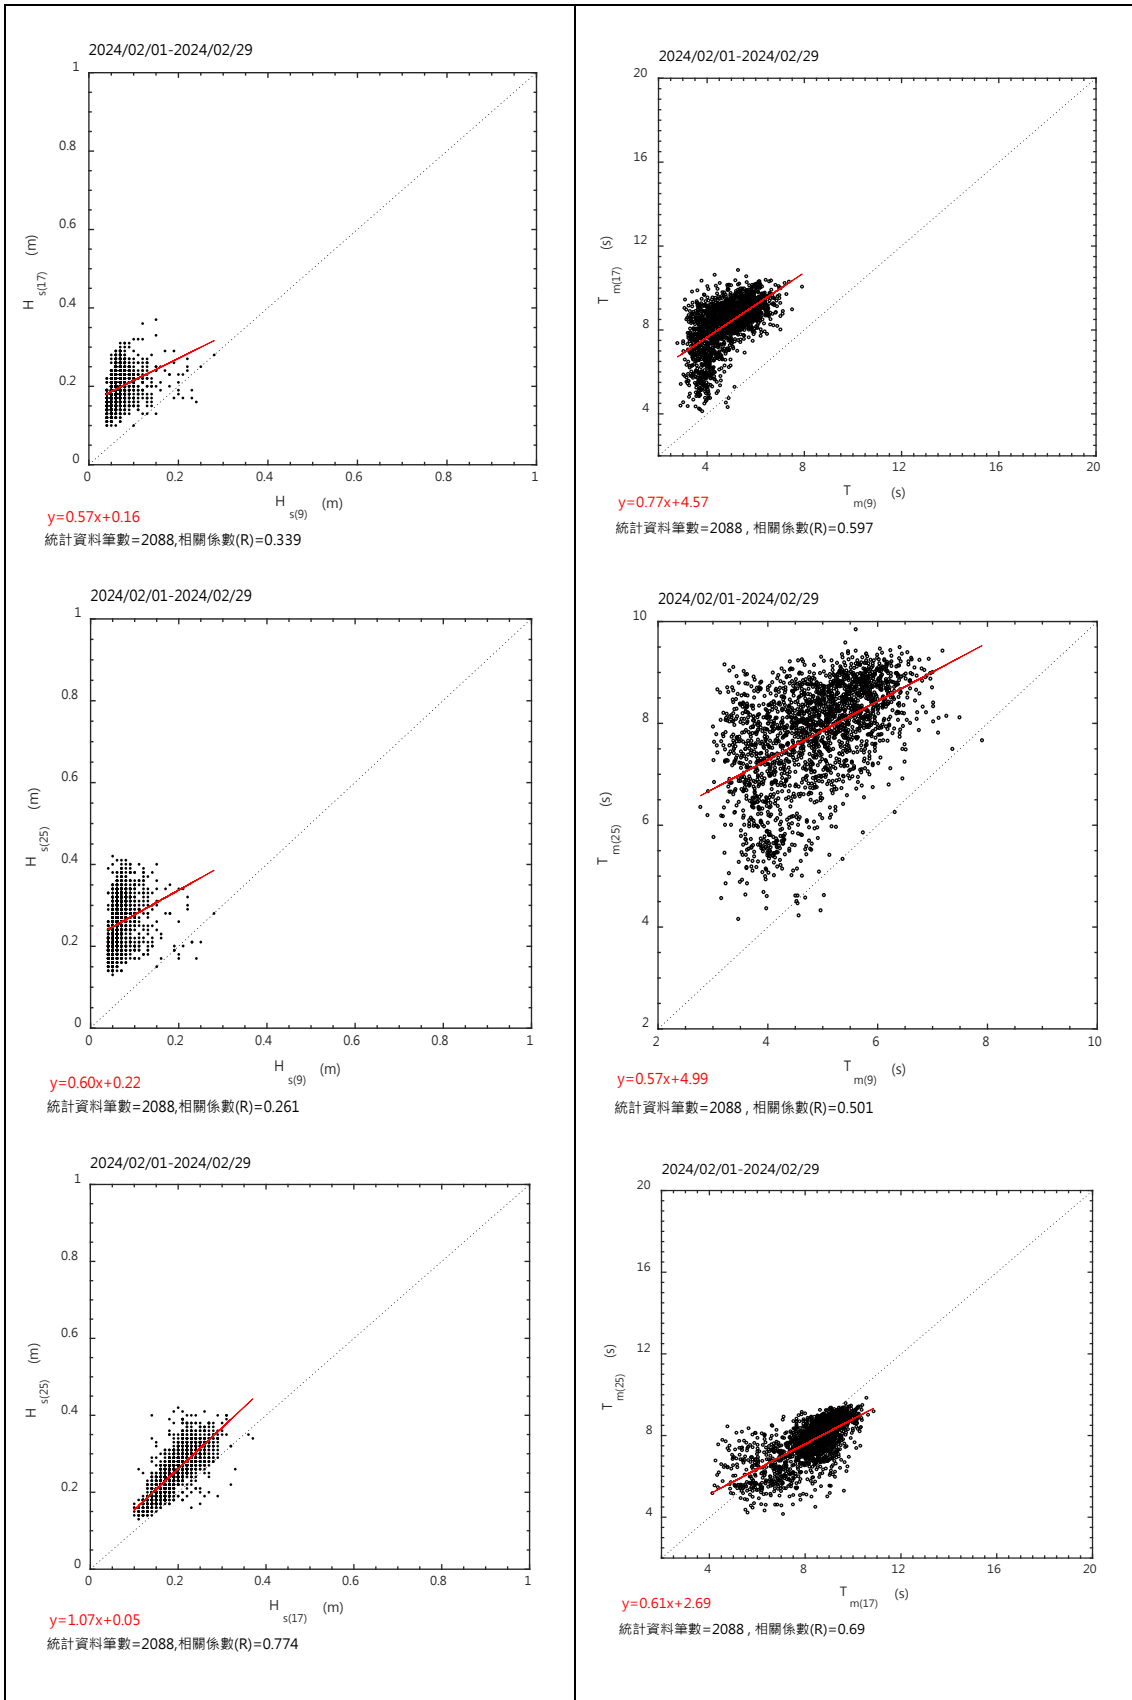 2024/02/01-2024/02/29
1
0.8
0.6
0.4
0.2
0
H s(17) (m)
0 0.2 0.4 0.6 0.8 1
H s(9) (m)
y=0.57x+0.16
統計資料筆數=2088,相關係數(R)=0.339
2024/02/01-2024/02/29
20
16
12
8
4
T m(17) (s)
4 8 12 16 20
T m(9) (s)
y=0.77x+4.57
統計資料筆數=2088 , 相關係數(R)=0.597
2024/02/01-2024/02/29
1
0.8
0.6
0.4
0.2
0
H s(25) (m)
0 0.2 0.4 0.6 0.8 1
H s(9) (m)
y=0.60x+0.22
統計資料筆數=2088,相關係數(R)=0.261
2024/02/01-2024/02/29
10
8
6
4
2
T m(25) (s)
2 4 6 8 10
T m(9) (s)
y=0.57x+4.99
統計資料筆數=2088 , 相關係數(R)=0.501
2024/02/01-2024/02/29
1
0.8
0.6
0.4
0.2
0
H s(25) (m)
0 0.2 0.4 0.6 0.8 1
H s(17) (m)
y=1.07x+0.05
統計資料筆數=2088,相關係數(R)=0.774
2024/02/01-2024/02/29
20
16
12
8
4
T m(25) (s)
4 8 12 16 20
T m(17) (s)
y=0.61x+2.69
統計資料筆數=2088 , 相關係數(R)=0.69